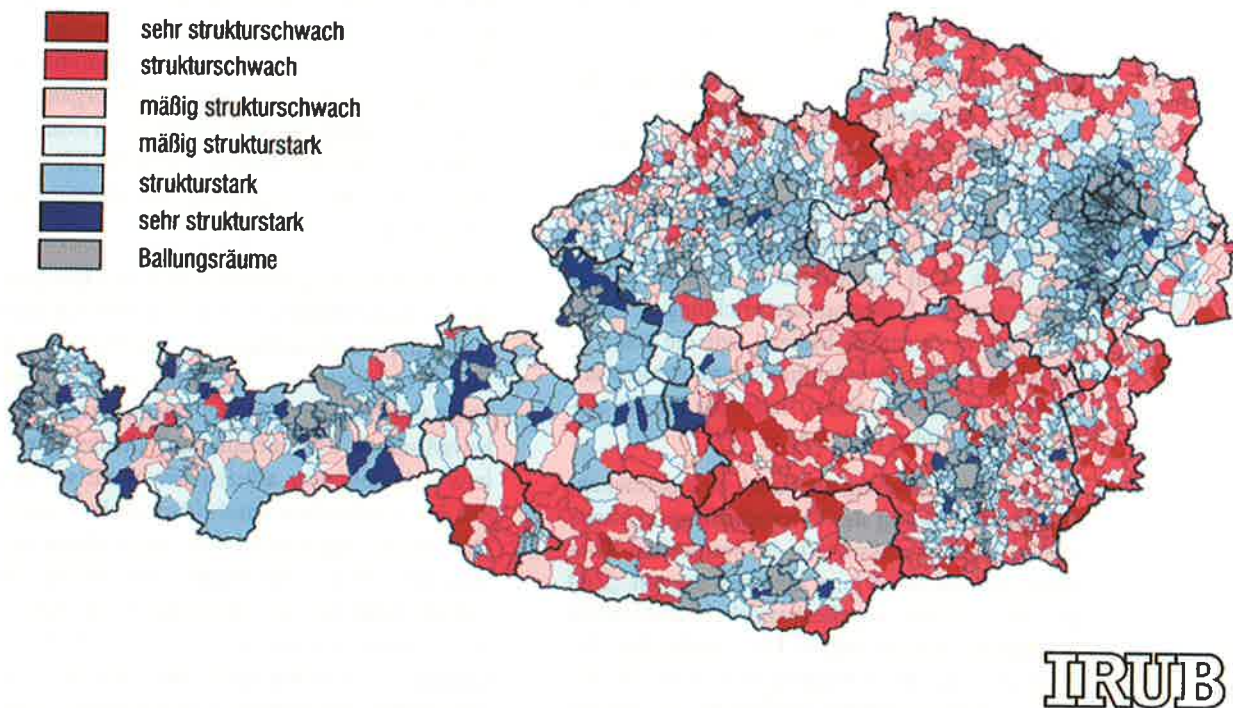 sehr strukturschwach
strukturschwach
mäßig strukturschwach
mäßig strukturstark
strukturstark
sehr strukturstark
Ballungsräume
IRUB